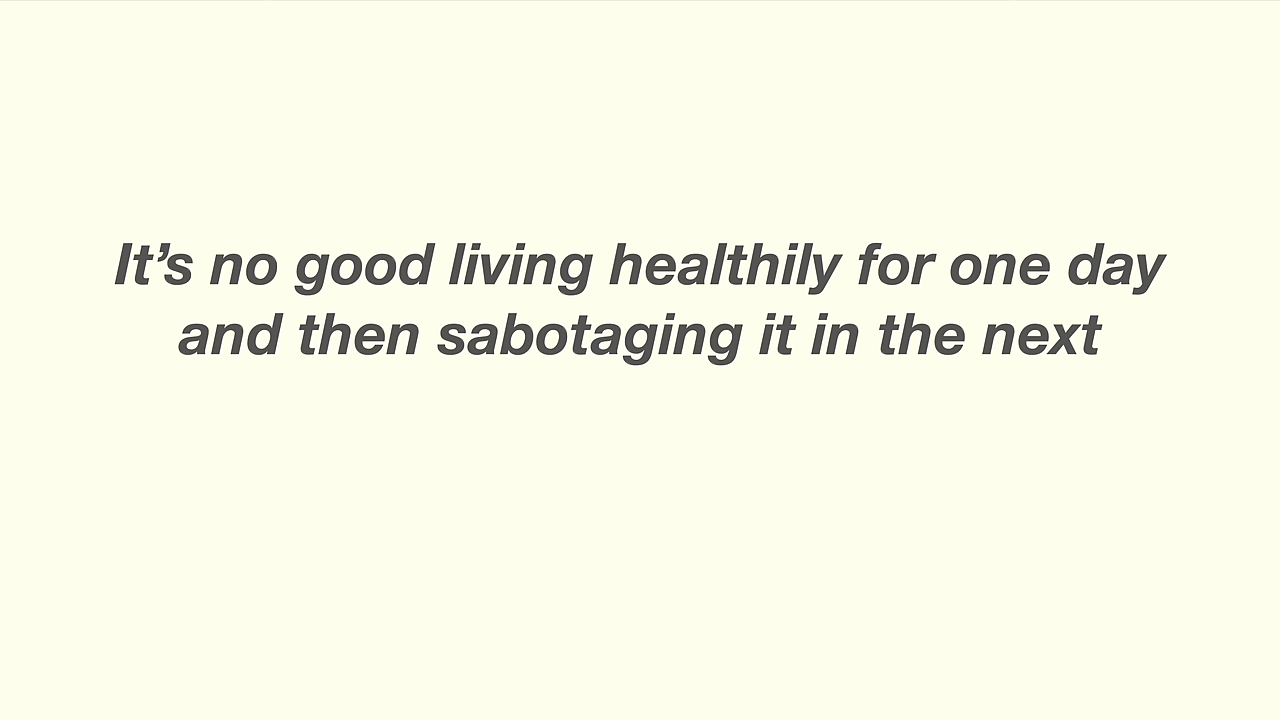 It’s no good living healthily for one day
and then sabotaging it in the next